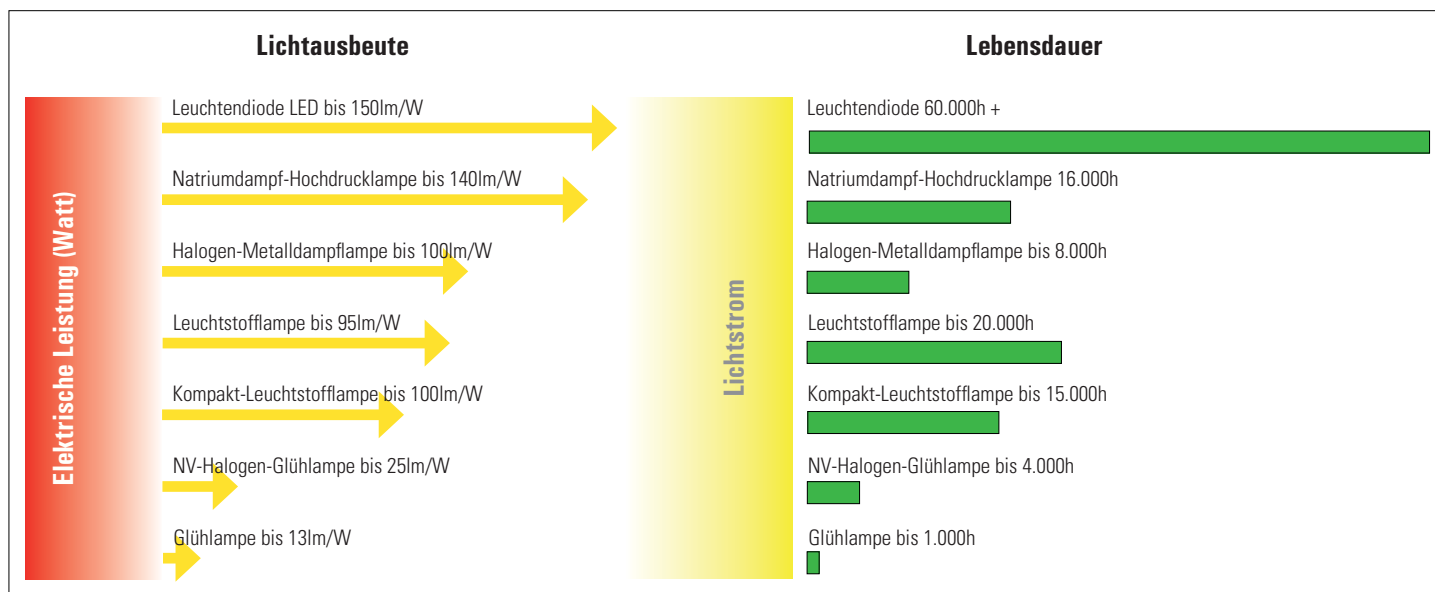 Lichtausbeute
Lebensdauer
Elektrische Leistung (Watt)
Leuchtendiode LED bis 150lm/W
Natriumdampf-Hochdrucklampe bis 140lm/W
Halogen-Metalldampflampe bis 100lm/W
Leuchtstofflampe bis 95lm/W
Kompakt-Leuchtstofflampe bis 100lm/W
NV-Halogen-Glühlampe bis 25lm/W
Glühlampe bis 13lm/W
Lichtstrom
Leuchtendiode 60.000h +
Natriumdampf-Hochdrucklampe 16.000h
Halogen-Metalldampflampe bis 8.000h
Leuchtstofflampe bis 20.000h
Kompakt-Leuchtstofflampe bis 15.000h
NV-Halogen-Glühlampe bis 4.000h
Glühlampe bis 1.000h